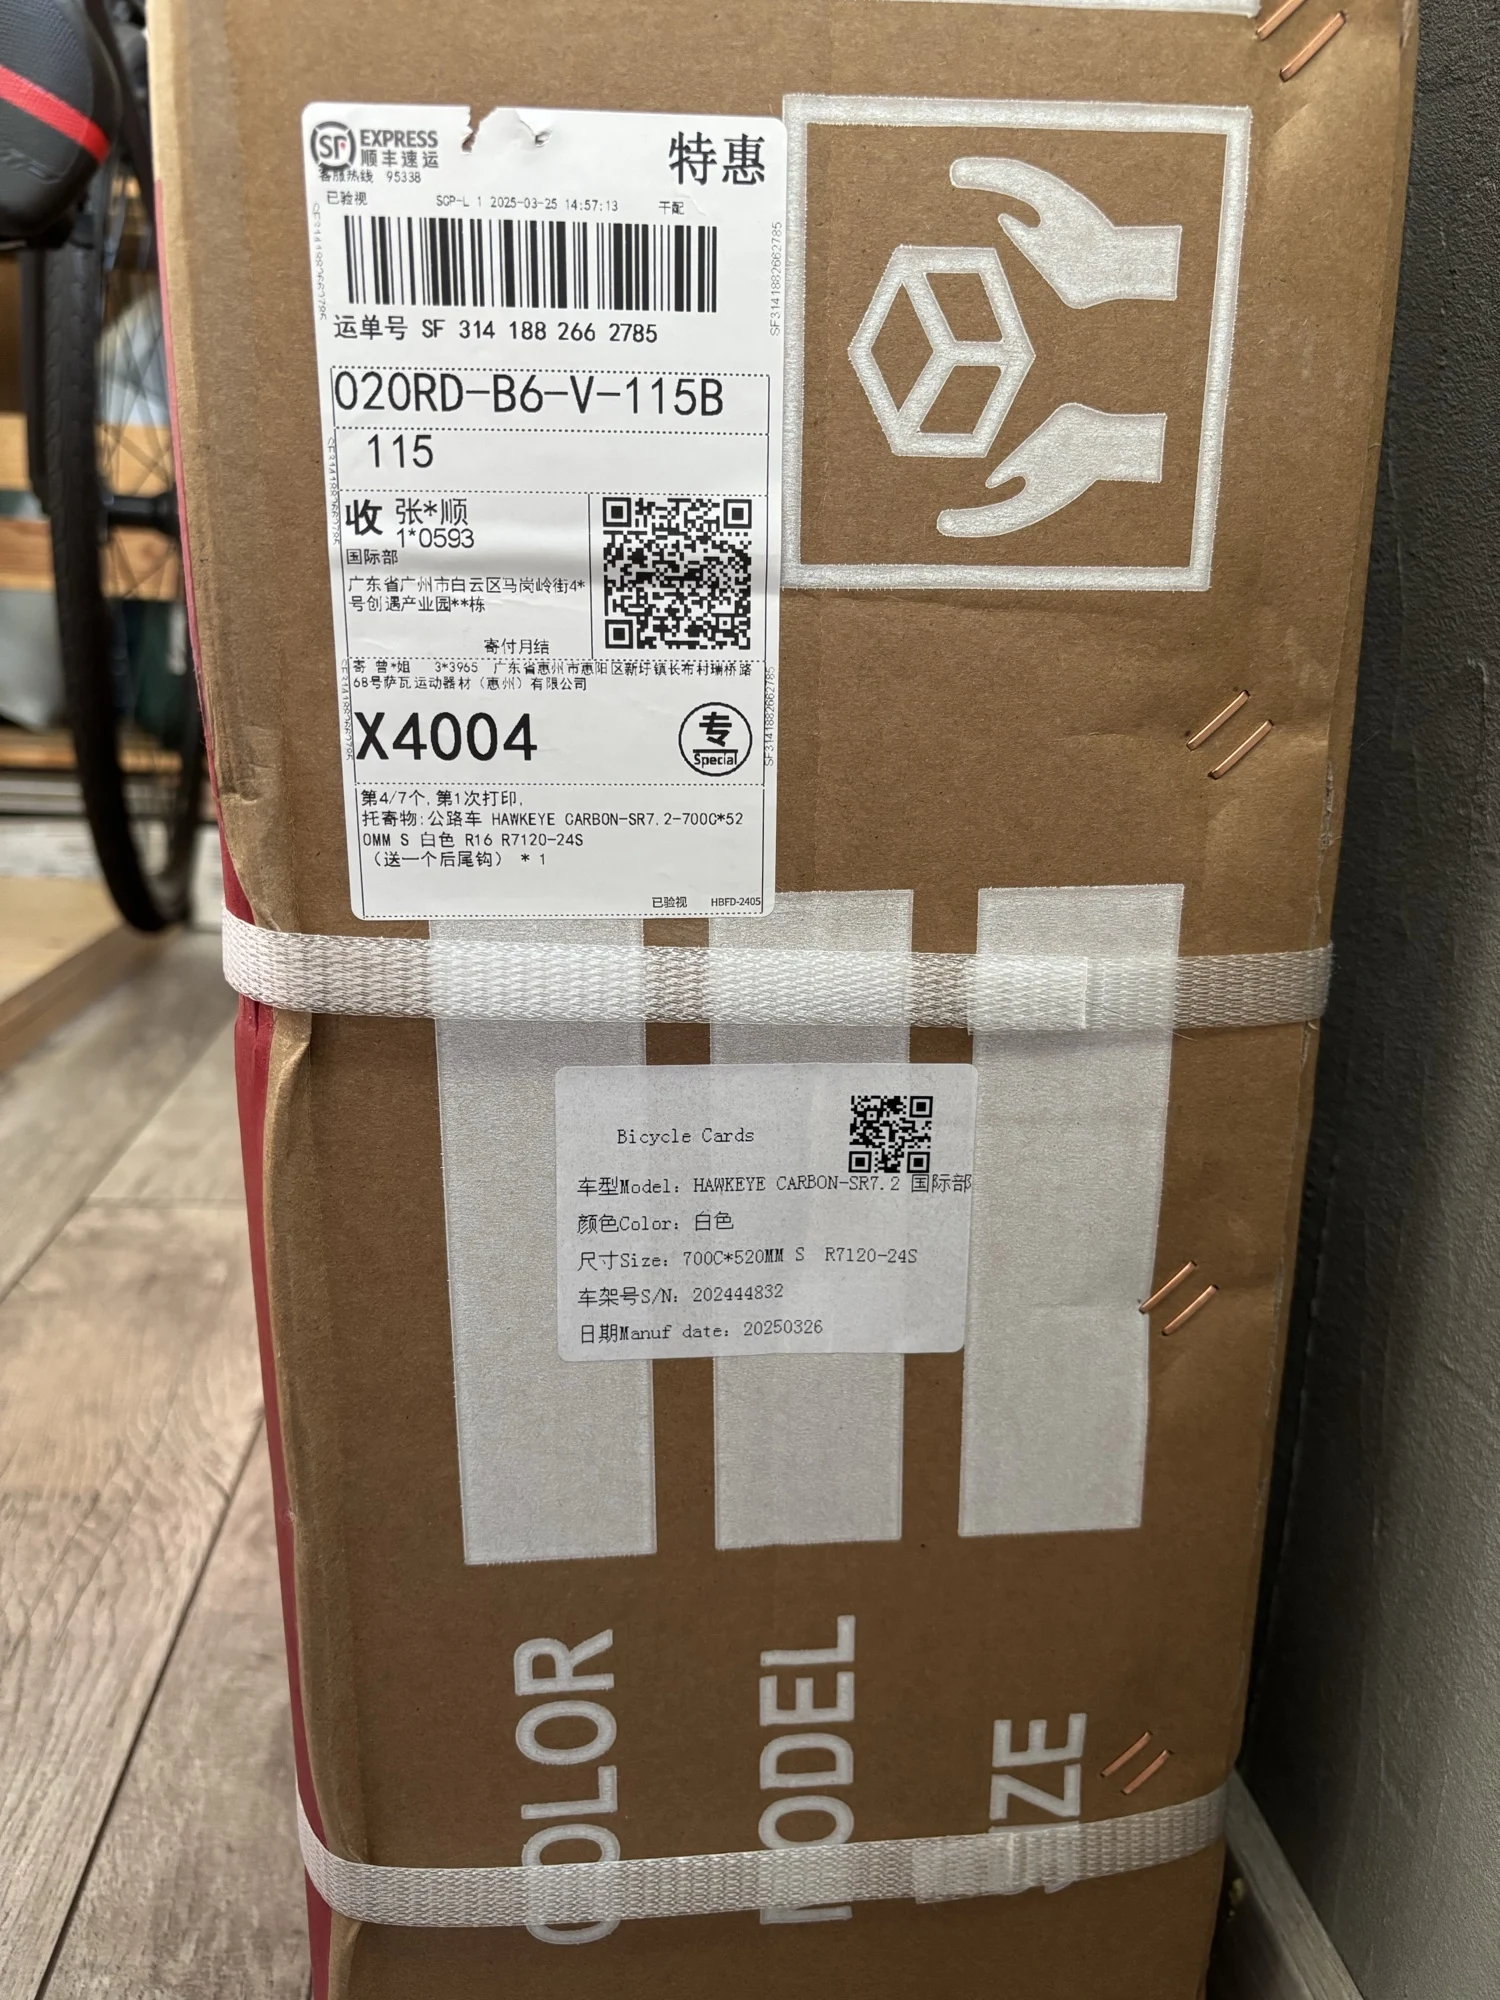 SF EXPRESS
顺丰速运
客服热线 95338
特惠
已验视 SCP-L 1 2025-03-25 14:57:13 干配
运单号 SF 314 188 266 2785
SF3141882662785
020RD-B6-V-115B
115
收 张*顺
1*0593
国际部
广东省广州市白云区马岗岭街4*
号创遇产业园**栋
寄付月结
寄 曾*姐 3*3965 广东省惠州市惠阳区新圩镇长布村瑞桥路
68号萨瓦运动器材（惠州）有限公司
SF3141882662785
X4004
专
Special
第4/7个,第1次打印,
托寄物:公路车 HAWKEYE CARBON-SR7.2-700C*52
0MM S 白色 R16 R7120-24S
（送一个后尾钩） * 1
已验视 HBFD-2405
Bicycle Cards
车型Model: HAWKEYE CARBON-SR7.2 国际部
颜色Color: 白色
尺寸Size: 700C*520MM S R7120-24S
车架号S/N: 202444832
日期Manuf date: 20250326
COLOR
MODEL
IZE